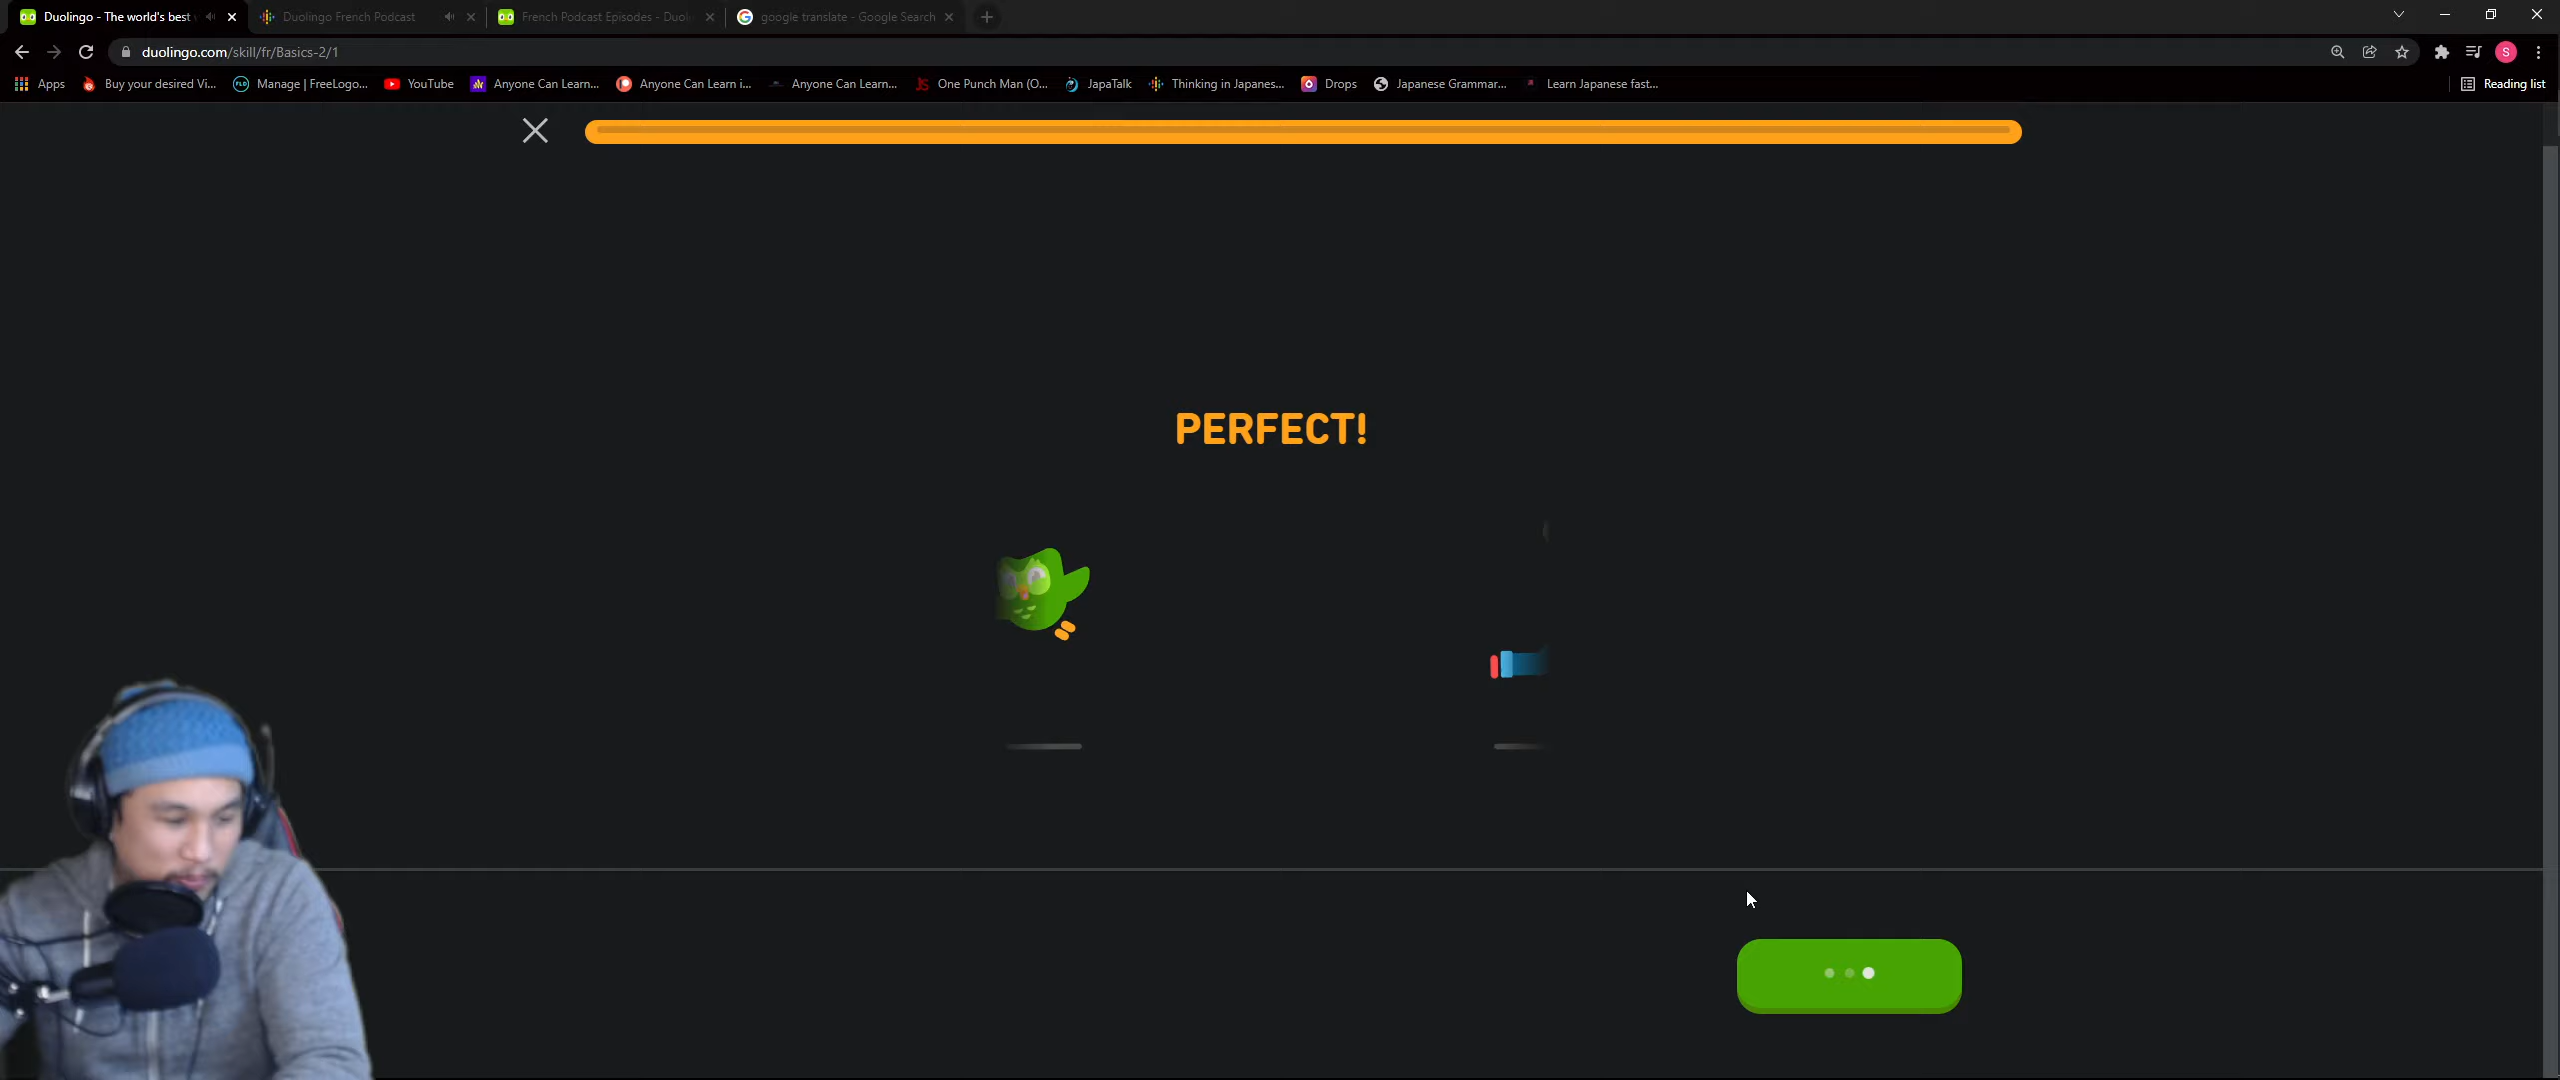 Duolingo - The world's best
Duolingo French Podcast
French Podcast Episodes - Duol
google translate - Google Search
duolingo.com/skill/fr/Basics-2/1
S
Apps
Buy your desired Vi...
Manage | FreeLogo...
YouTube
Anyone Can Learn...
Anyone Can Learn i...
Anyone Can Learn...
One Punch Man (O...
JapaTalk
Thinking in Japanes...
Drops
Japanese Grammar...
Learn Japanese fast...
Reading list
PERFECT!